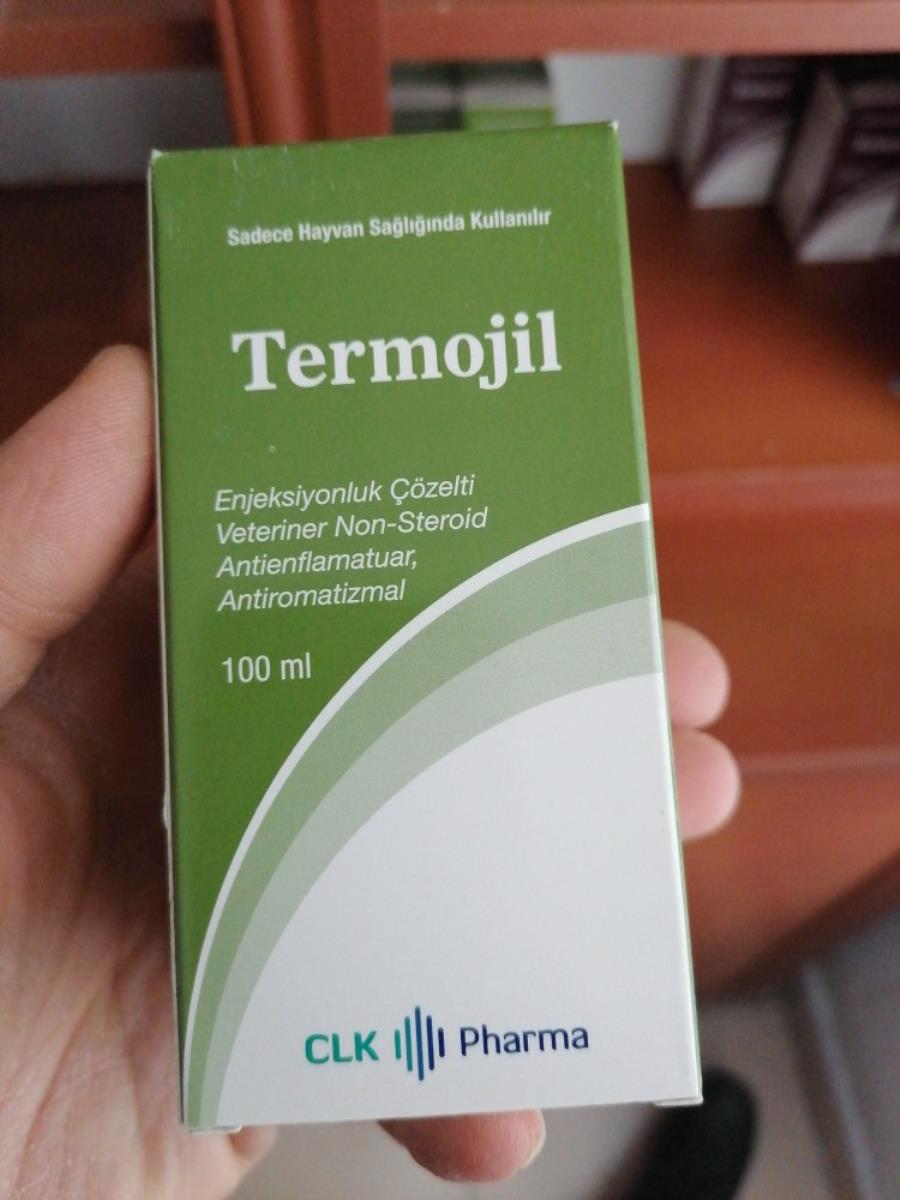 Sadece Hayvan Sağlığında Kullanılır
Termojil
Enjeksiyonluk Çözelti
Veteriner Non-Steroid
Antienflamatuar,
Antiromatizmal
100 ml
CLK Pharma